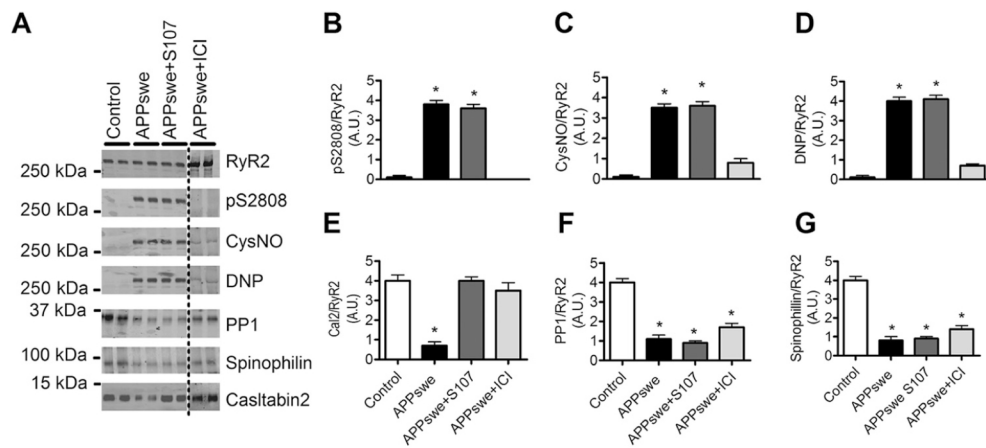 A
Control
APPswe
APPswe+S107
APPswe+ICI
250 kDa
RyR2
250 kDa
pS2808
250 kDa
CysNO
250 kDa
DNP
37 kDa
PP1
100 kDa
Spinophilin
15 kDa
Casltabin2
B
pS2808/RyR2
(A.U.)
5
4
3
2
1
0
*
*
C
CysNO/RyR2
(A.U.)
5
4
3
2
1
0
*
*
D
DNP/RyR2
(A.U.)
5
4
3
2
1
0
*
*
E
Cal2/RyR2
(A.U.)
5
4
3
2
1
0
*
Control
APPswe
APPswe+S107
APPswe+ICI
F
PP1/RyR2
(A.U.)
5
4
3
2
1
0
*
*
*
Control
APPswe
APPswe+S107
APPswe+ICI
G
Spinophillin/RyR2
(A.U.)
5
4
3
2
1
0
*
*
*
Control
APPswe
APPswe S107
APPswe+ICI